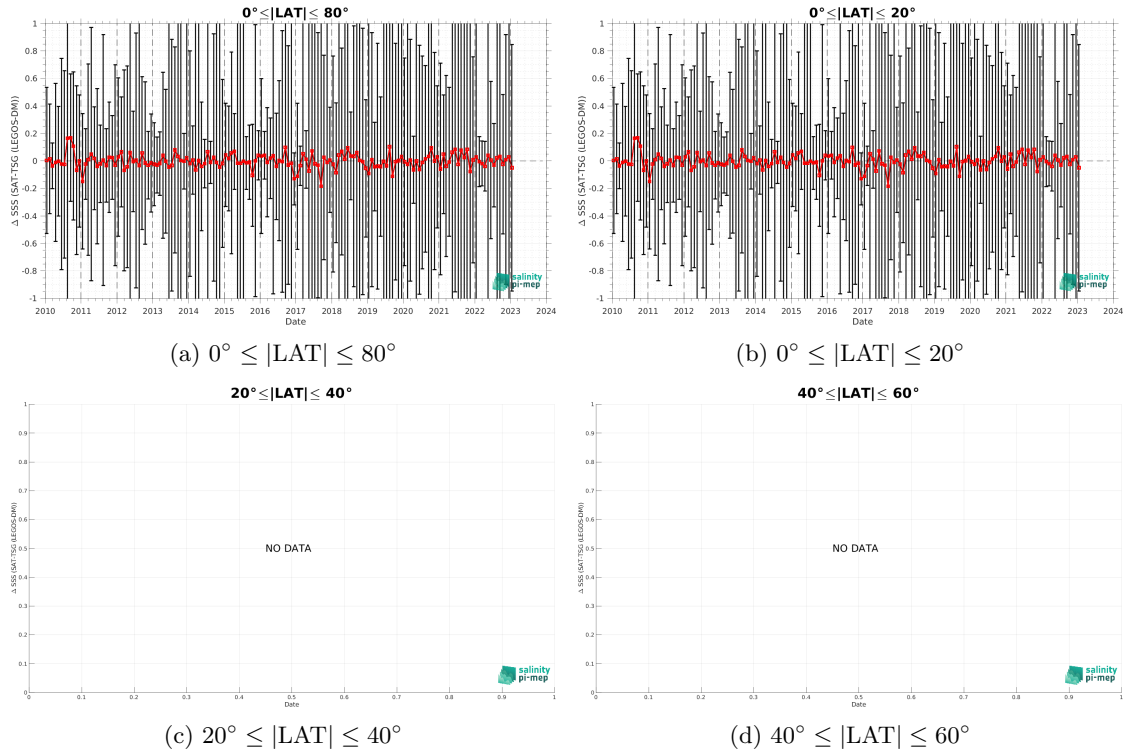 0°≤|LAT|≤ 80°
Δ SSS (SAT-TSG (LEGOS-DM))
1
0.8
0.6
0.4
0.2
0
-0.2
-0.4
-0.6
-0.8
-1
2010 2011 2012 2013 2014 2015 2016 2017 2018 2019 2020 2021 2022 2023 2024
Date
salinity
pi-mep
(a) 0° ≤ |LAT| ≤ 80°
0°≤|LAT|≤ 20°
Δ SSS (SAT-TSG (LEGOS-DM))
1
0.8
0.6
0.4
0.2
0
-0.2
-0.4
-0.6
-0.8
-1
2010 2011 2012 2013 2014 2015 2016 2017 2018 2019 2020 2021 2022 2023 2024
Date
salinity
pi-mep
(b) 0° ≤ |LAT| ≤ 20°
20°≤|LAT|≤ 40°
Δ SSS (SAT-TSG (LEGOS-DM))
1
0.9
0.8
0.7
0.6
0.5
0.4
0.3
0.2
0.1
0
NO DATA
0 0.1 0.2 0.3 0.4 0.5 0.6 0.7 0.8 0.9 1
Date
salinity
pi-mep
(c) 20° ≤ |LAT| ≤ 40°
40°≤|LAT|≤ 60°
Δ SSS (SAT-TSG (LEGOS-DM))
1
0.9
0.8
0.7
0.6
0.5
0.4
0.3
0.2
0.1
0
NO DATA
0 0.1 0.2 0.3 0.4 0.5 0.6 0.7 0.8 0.9 1
Date
salinity
pi-mep
(d) 40° ≤ |LAT| ≤ 60°